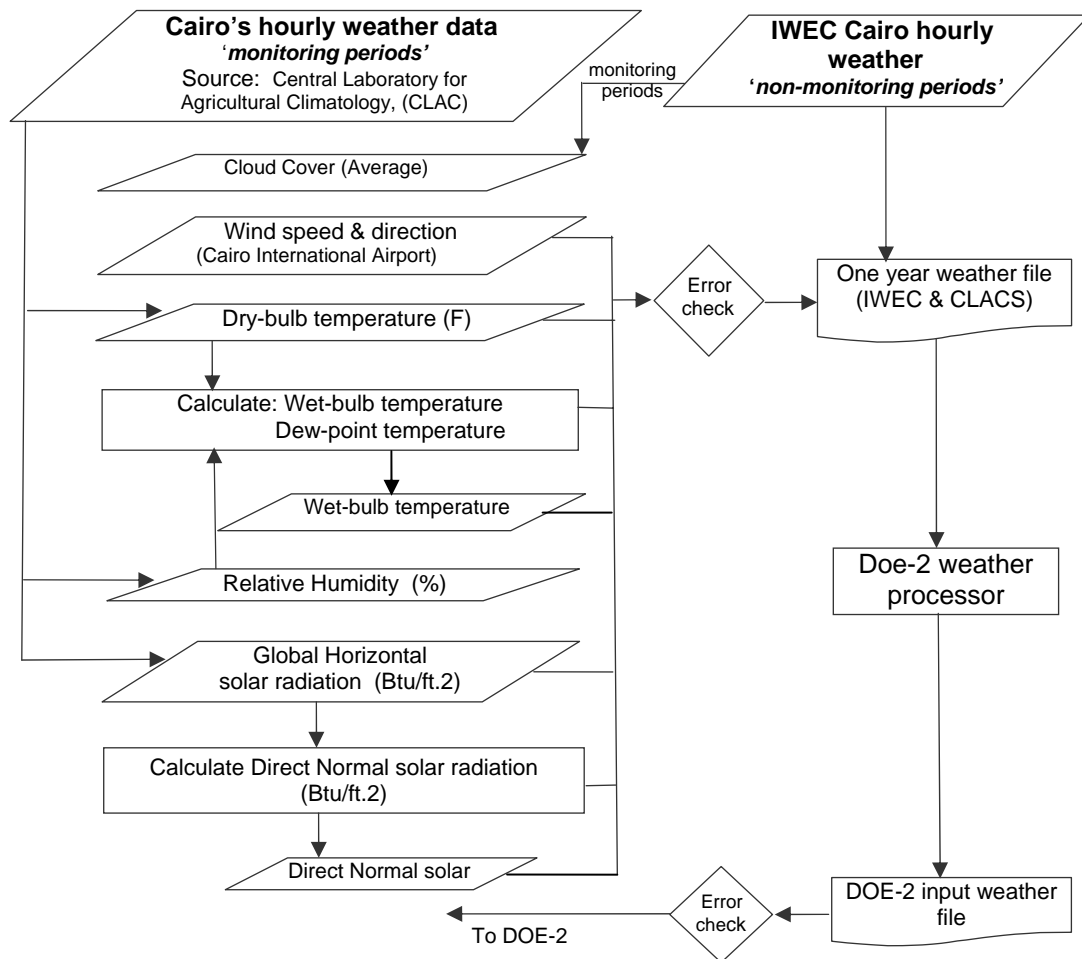 Cairo's hourly weather data
'monitoring periods'
Source:  Central Laboratory for
Agricultural Climatology, (CLAC)
IWEC Cairo hourly
weather
'non-monitoring periods'
monitoring
periods
Cloud Cover (Average)
Wind speed & direction
(Cairo International Airport)
Error
check
One year weather file
(IWEC & CLACS)
Dry-bulb temperature (F)
Calculate: Wet-bulb temperature
Dew-point temperature
Wet-bulb temperature
Doe-2 weather
processor
Relative Humidity  (%)
Global Horizontal
solar radiation  (Btu/ft.2)
Calculate Direct Normal solar radiation
(Btu/ft.2)
Direct Normal solar
DOE-2 input weather
file
Error
check
To DOE-2